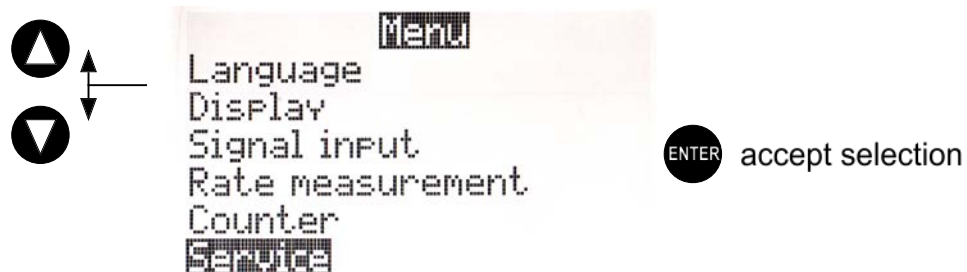 Menu
Language
Display
Signal input
Rate measurement
Counter
Service
ENTER accept selection